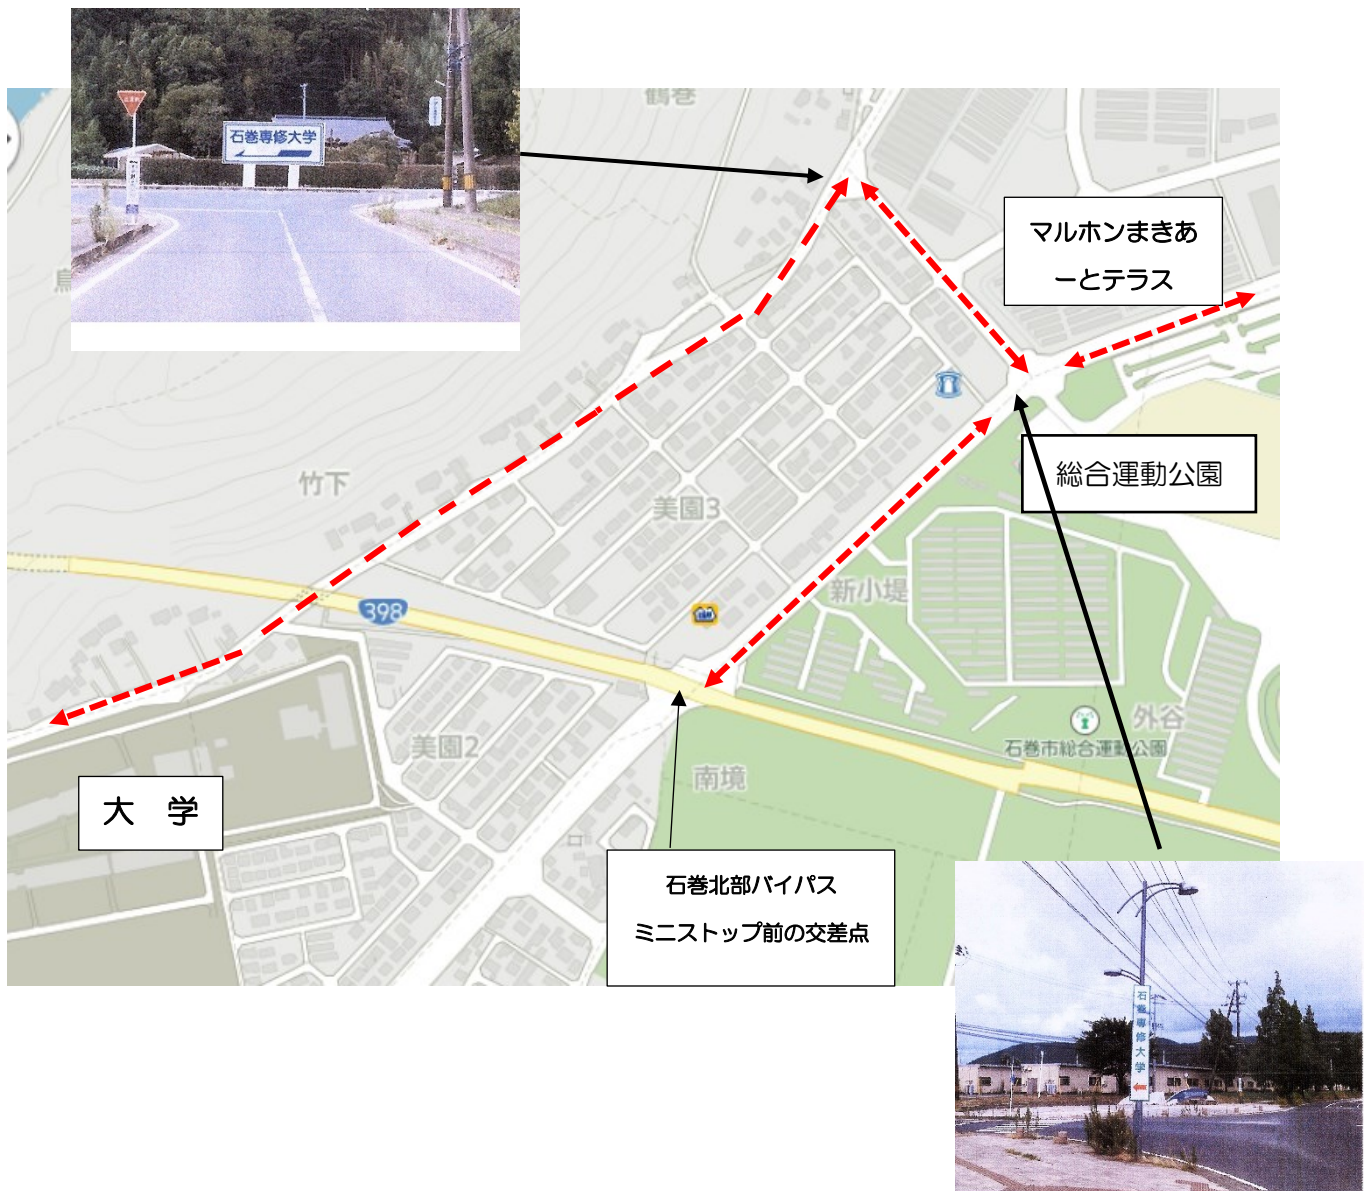 石巻専修大学
鶴巻
マルホンまきあ
ーとテラス
総合運動公園
竹下
美園3
新小堤
398
外谷
石巻市総合運動公園
美園2
南境
大 学
石巻北部バイパス
ミニストップ前の交差点
石巻専修大学